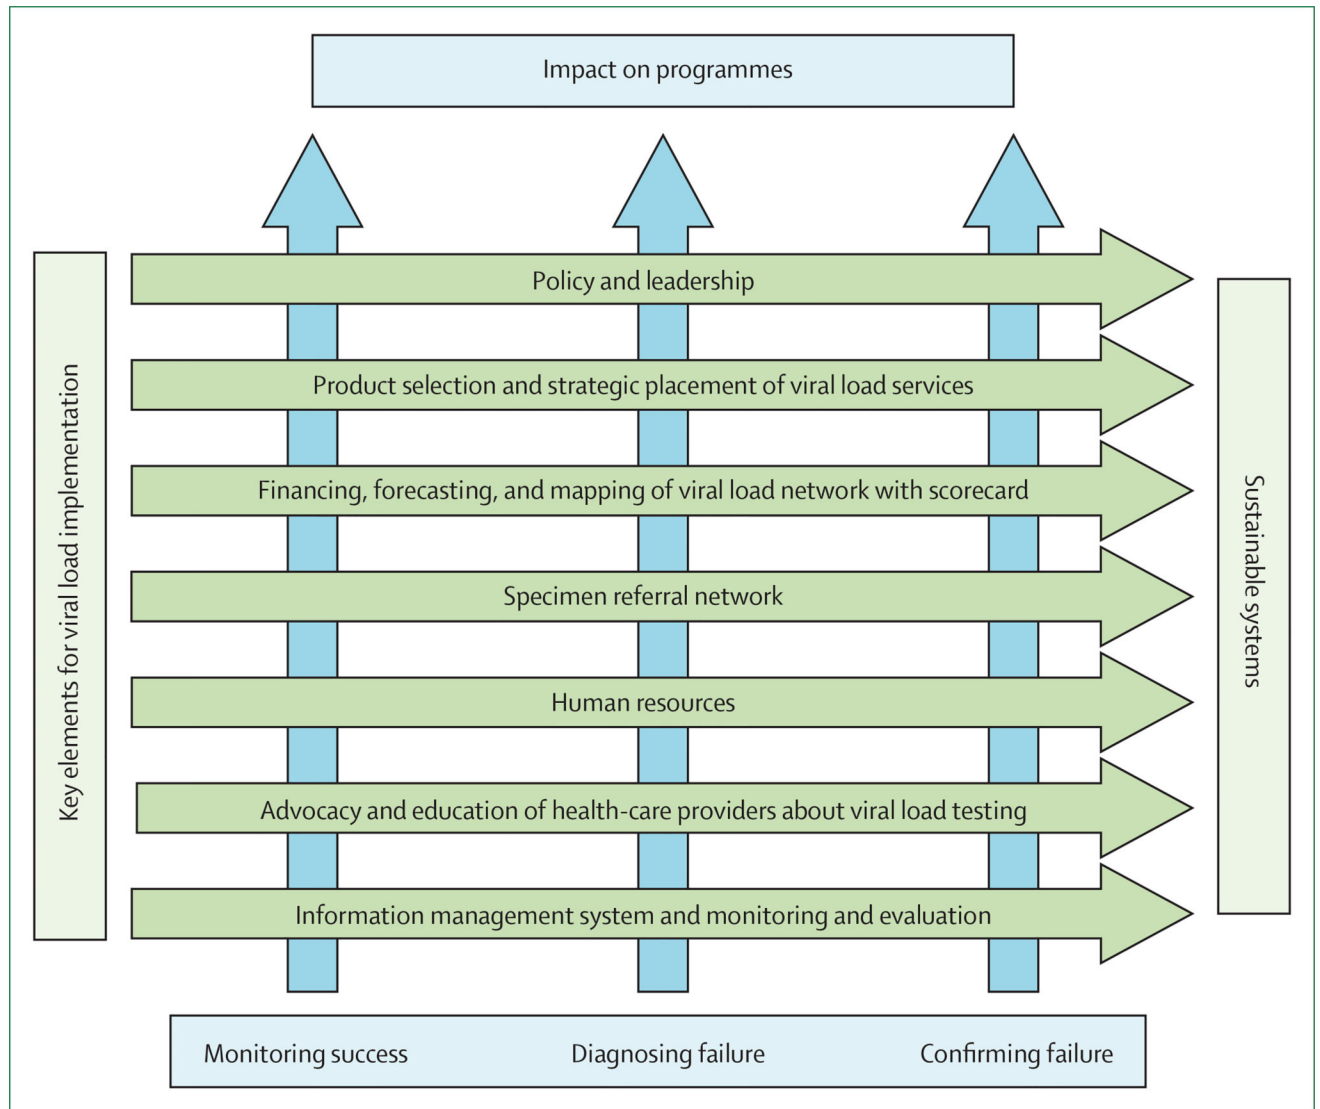 Impact on programmes
Key elements for viral load implementation
Policy and leadership
Product selection and strategic placement of viral load services
Financing, forecasting, and mapping of viral load network with scorecard
Specimen referral network
Human resources
Advocacy and education of health-care providers about viral load testing
Information management system and monitoring and evaluation
Sustainable systems
Monitoring success
Diagnosing failure
Confirming failure